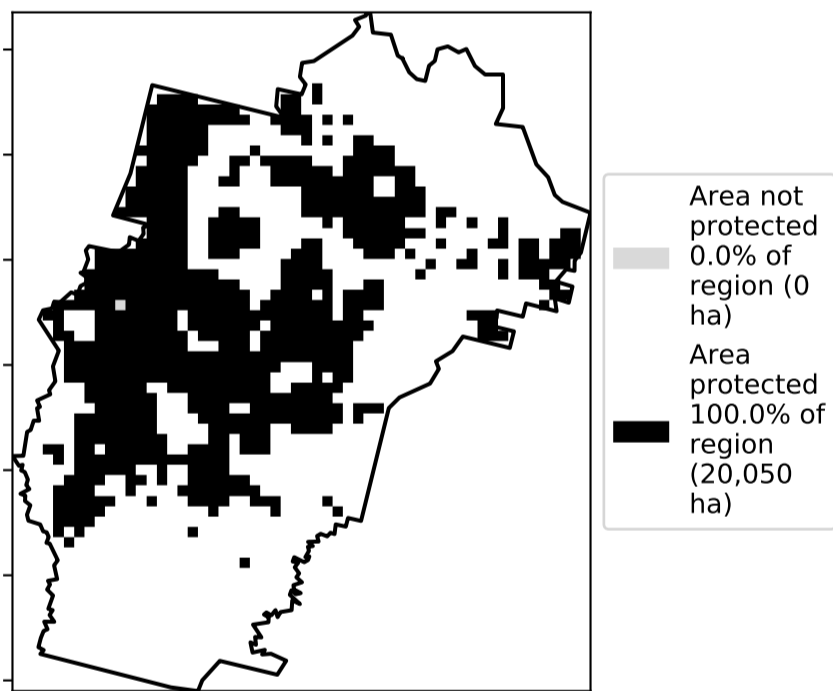 Area not
protected
0.0% of
region (0
ha)
Area
protected
100.0% of
region
(20,050
ha)